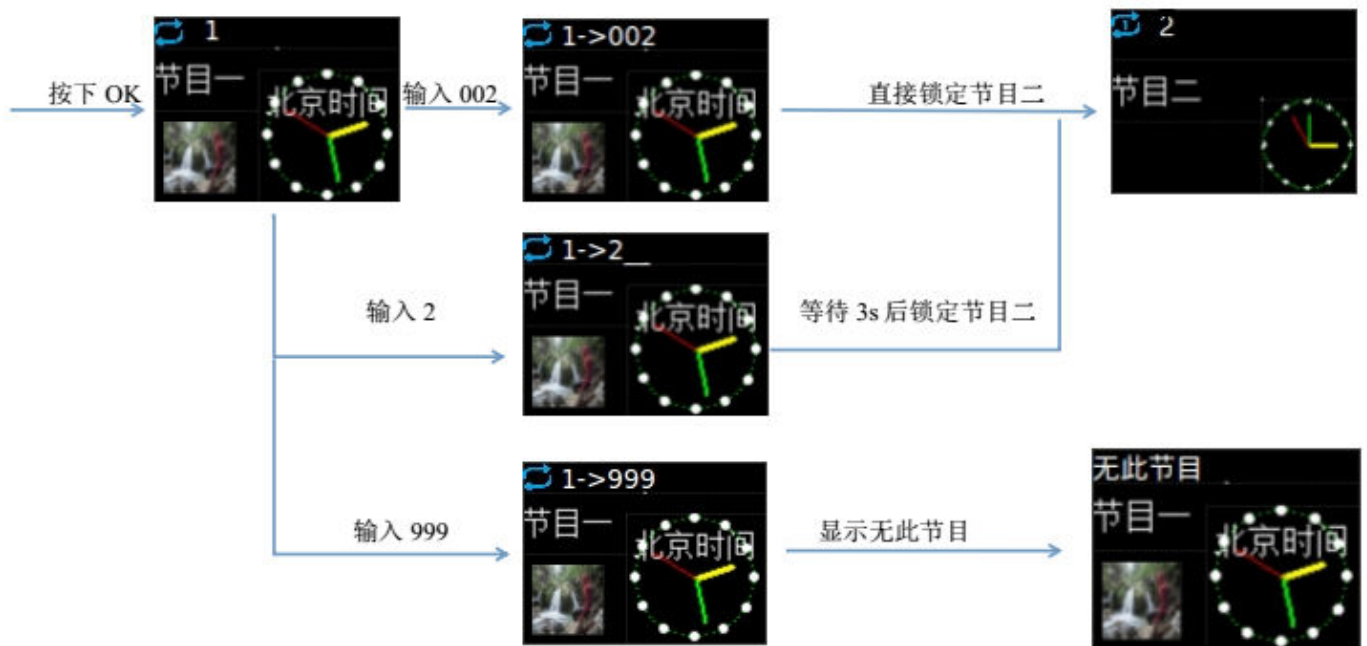 按下 OK
1
节目一
北京时间
输入 002
1->002
节目一
北京时间
直接锁定节目二
1 2
节目二
输入 2
1->2__
节目一
北京时间
等待 3s 后锁定节目二
输入 999
1->999
节目一
北京时间
显示无此节目
无此节目
节目一
北京时间